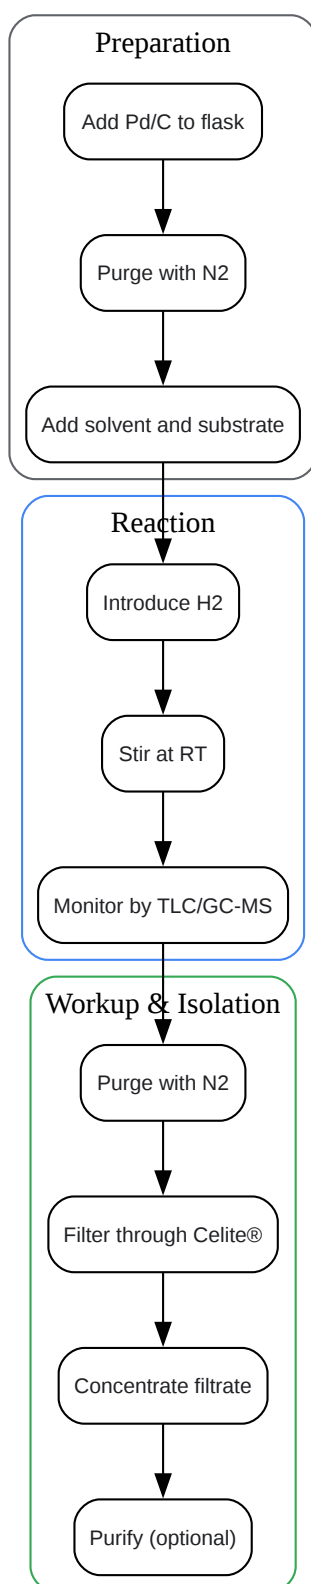 Preparation
Add Pd/C to flask
Purge with N2
Add solvent and substrate
Reaction
Introduce H2
Stir at RT
Monitor by TLC/GC-MS
Workup & Isolation
Purge with N2
Filter through Celite®
Concentrate filtrate
Purify (optional)